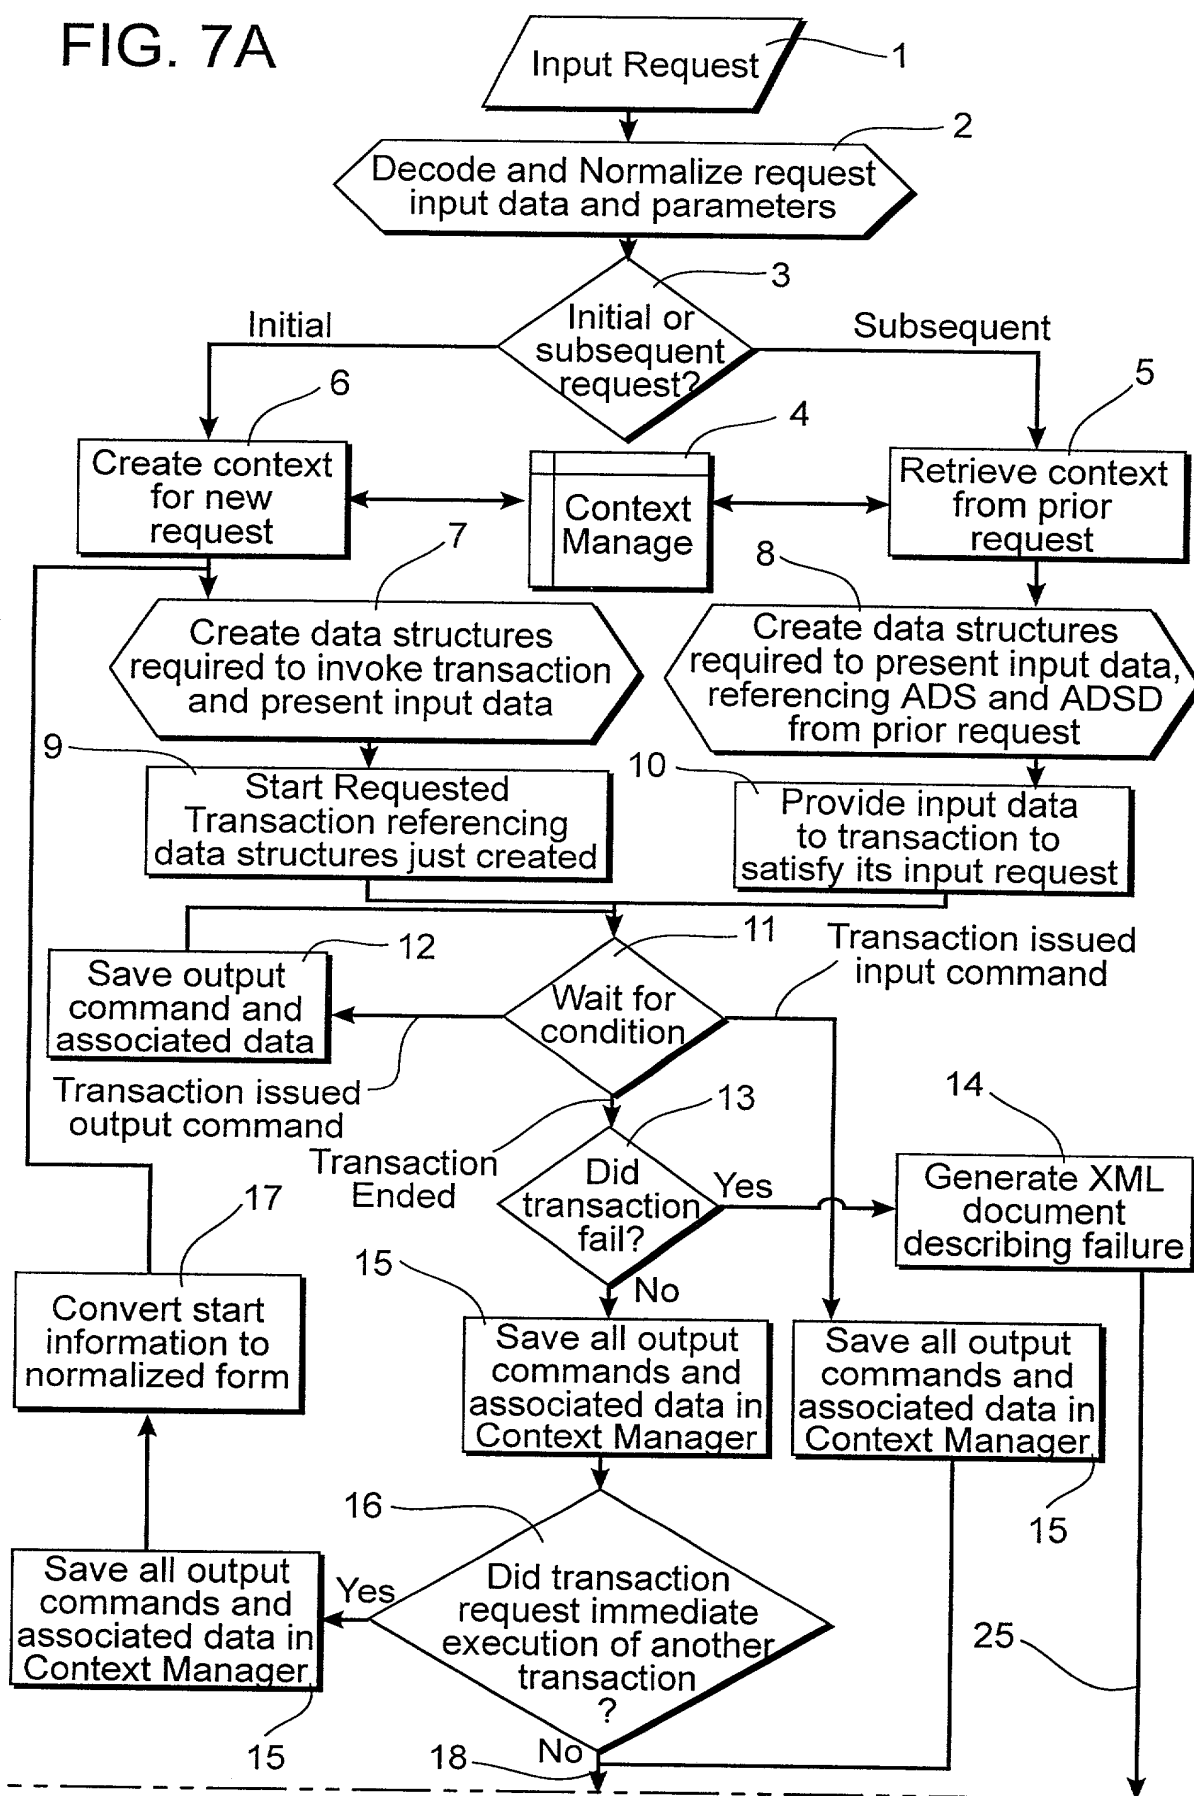 FIG. 7A
Input Request
1
2
Decode and Normalize request
input data and parameters
3
Initial or
subsequent
request?
Initial
Subsequent
6
4
5
Create context
for new
request
Context
Manage
Retrieve context
from prior
request
7
8
Create data structures
required to invoke transaction
and present input data
Create data structures
required to present input data,
referencing ADS and ADSD
from prior request
9
10
Start Requested
Transaction referencing
data structures just created
Provide input data
to transaction to
satisfy its input request
12
11
Transaction issued
input command
Save output
command and
associated data
Wait for
condition
Transaction issued
output command
13
14
Transaction
Ended
Did
transaction
fail?
Yes
Generate XML
document
describing failure
17
15
No
Convert start
information to
normalized form
Save all output
commands and
associated data in
Context Manager
Save all output
commands and
associated data in
Context Manager
15
16
Save all output
commands and
associated data in
Context Manager
Yes
Did transaction
request immediate
execution of another
transaction
?
25
15
No
18